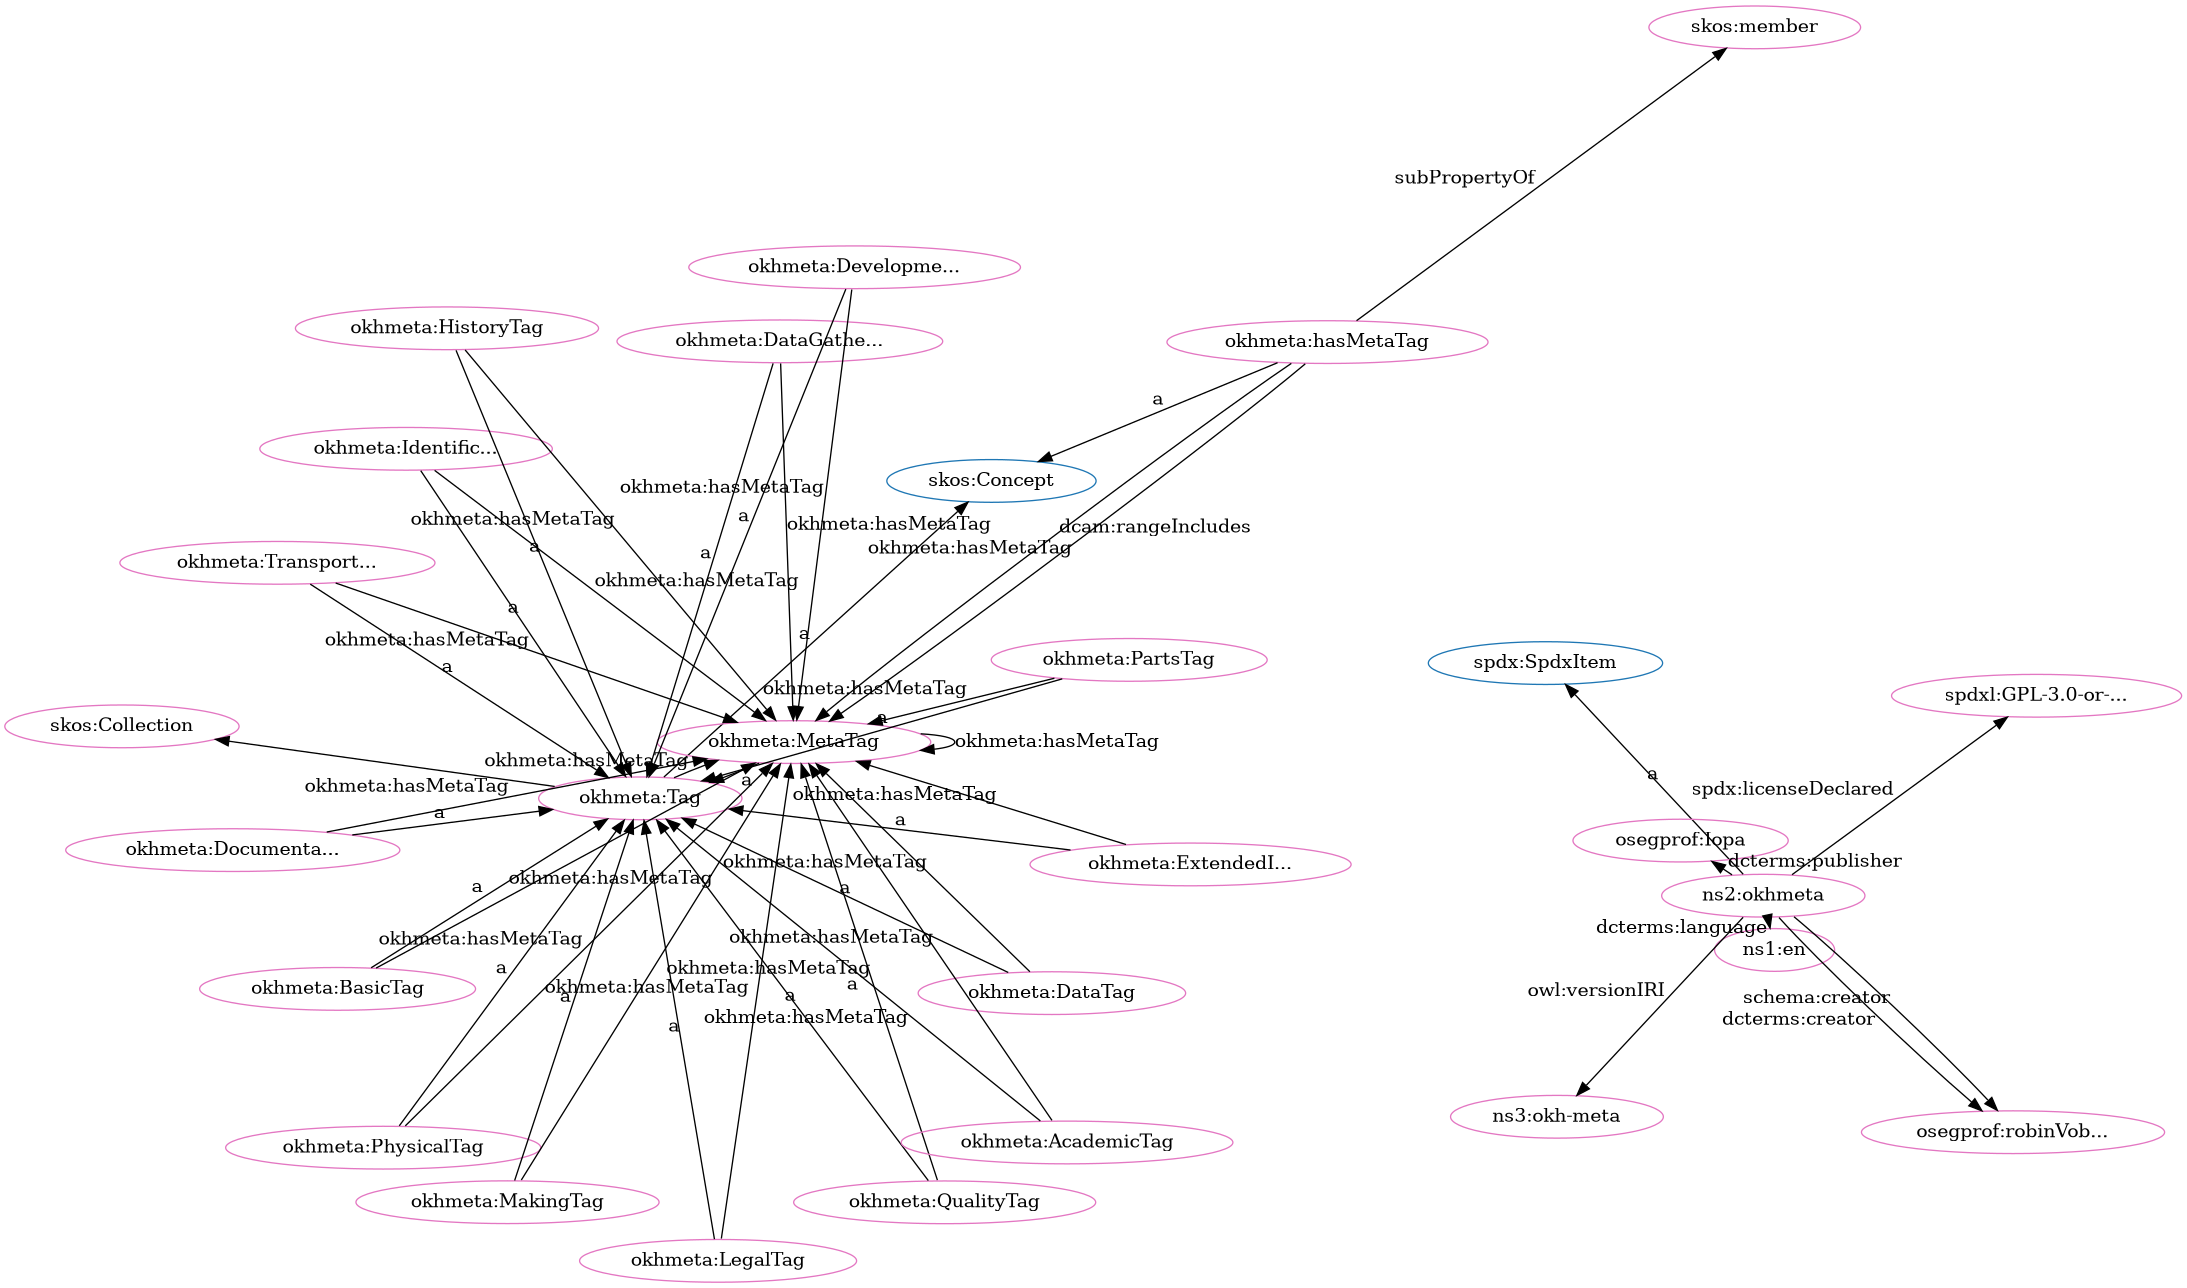 skos:member
subPropertyOf
okhmeta:Developme...
okhmeta:HistoryTag
okhmeta:DataGathe...
okhmeta:hasMetaTag
a
okhmeta:Identific...
skos:Concept
okhmeta:hasMetaTag
a
okhmeta:hasMetaTag
okhmeta:hasMetaTag
dcam:rangeIncludes
a
okhmeta:hasMetaTag
a
okhmeta:Transport...
okhmeta:hasMetaTag
a
a
okhmeta:hasMetaTag
okhmeta:PartsTag
spdx:SpdxItem
a
okhmeta:hasMetaTag
spdxl:GPL-3.0-or-...
skos:Collection
a
okhmeta:MetaTag
okhmeta:hasMetaTag
okhmeta:hasMetaTag
a
a
spdx:licenseDeclared
okhmeta:hasMetaTag
okhmeta:Tag
okhmeta:hasMetaTag
a
a
osegprof:Iopa
okhmeta:Documenta...
okhmeta:hasMetaTag
dcterms:publisher
okhmeta:ExtendedI...
okhmeta:hasMetaTag
a
a
ns2:okhmeta
dcterms:language
okhmeta:hasMetaTag
okhmeta:hasMetaTag
ns1:en
a
okhmeta:hasMetaTag
okhmeta:BasicTag
okhmeta:hasMetaTag
a
okhmeta:DataTag
owl:versionIRI
a
a
schema:creator
okhmeta:hasMetaTag
dcterms:creator
a
ns3:okh-meta
osegprof:robinVob...
okhmeta:PhysicalTag
okhmeta:AcademicTag
okhmeta:MakingTag
okhmeta:QualityTag
okhmeta:LegalTag